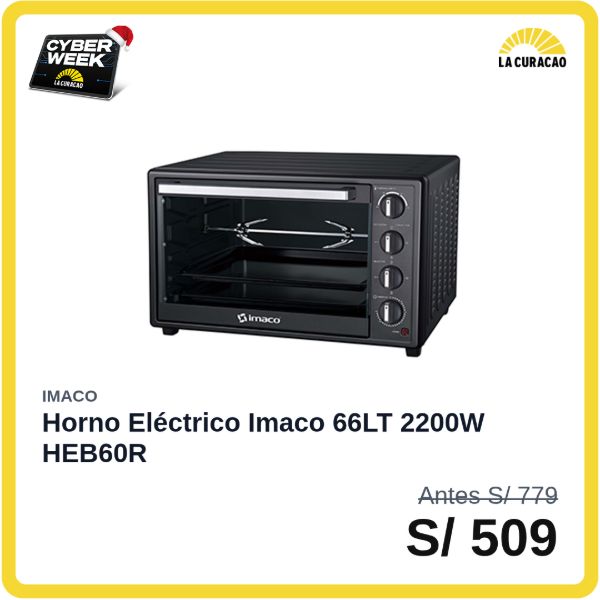 CYBER
WEEK
LA CURACAO
LA CURACAO
imaco
IMACO
Horno Eléctrico Imaco 66LT 2200W
HEB60R
Antes S/ 779
S/ 509